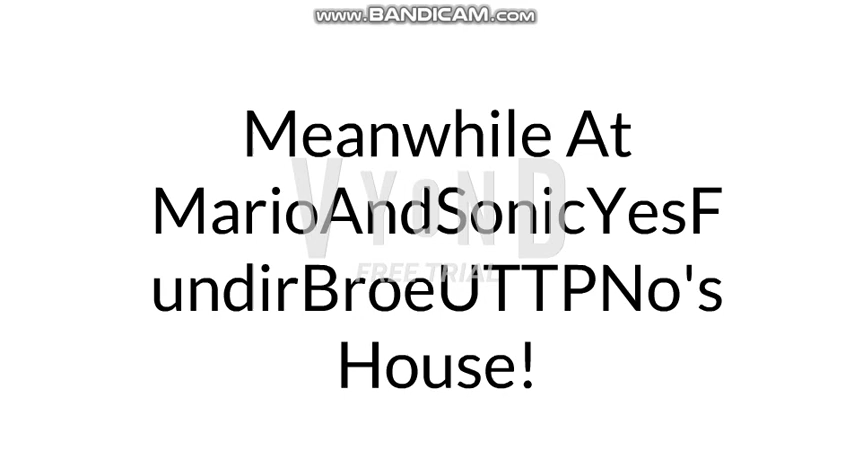 www.BANDICAM.com
Meanwhile At
MarioAndSonicYesF
undirBroeUTTPNo's
House!
VYOND
FREE TRIAL